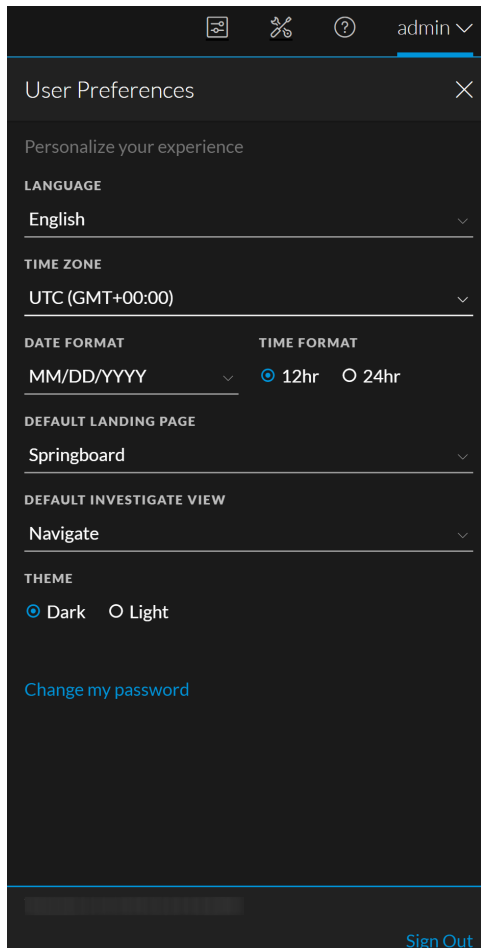 admin
User Preferences
Personalize your experience
LANGUAGE
English
TIME ZONE
UTC (GMT+00:00)
DATE FORMAT TIME FORMAT
MM/DD/YYYY 12hr 24hr
DEFAULT LANDING PAGE
Springboard
DEFAULT INVESTIGATE VIEW
Navigate
THEME
Dark Light
Change my password
Sign Out